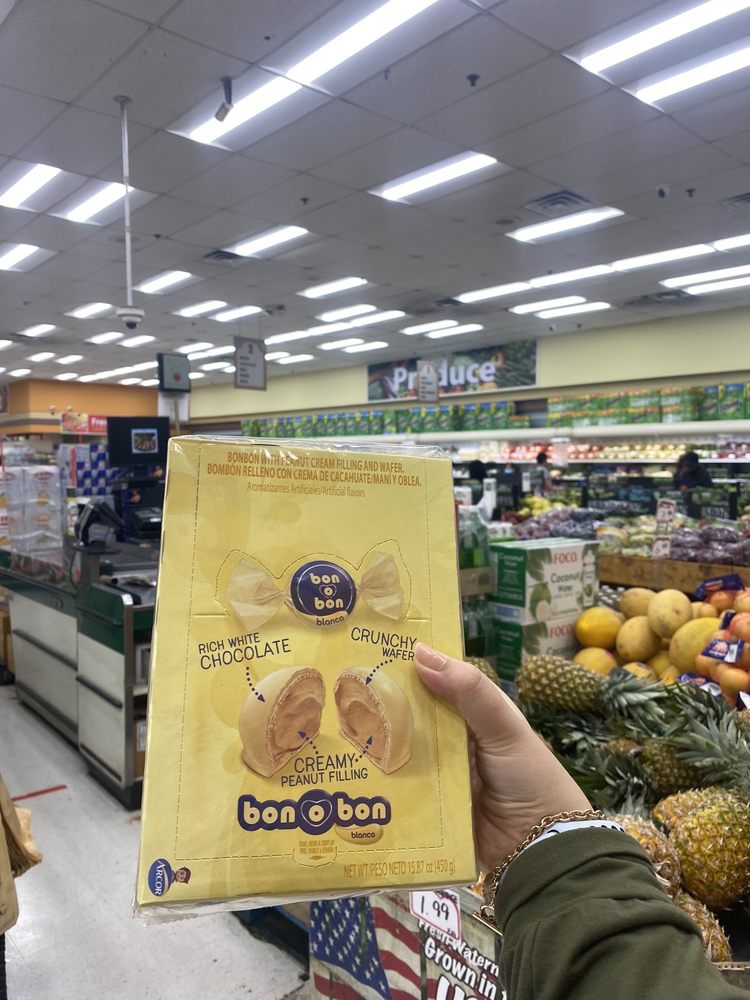 Produce
BONBON WITH PEANUT CREAM FILLING AND WAFER.
BOMBÓN RELLENO CON CREMA DE CACAHUATE/MANÍ Y OBLEA.
Aromatizantes Artificiales/Artificial flavors
bon
o
bon
blanco
RICH WHITE
CHOCOLATE
CRUNCHY
WAFER
CREAMY
PEANUT FILLING
bon o bon
blanco
ARCOR
NET WT/PESO NETO 15.87 oz (450 g)
FOCO
Coconut
Water
1.99
Grown in